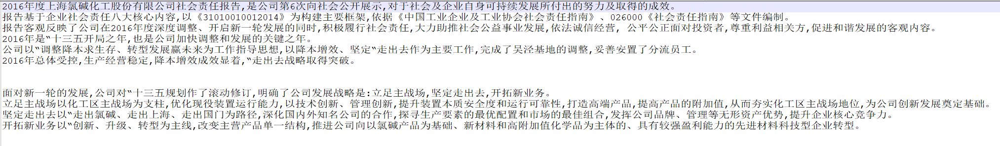 2016年度上海氯碱化工股份有限公司社会责任报告,是公司第6次向社会公开展示,对于社会及企业自身可持续发展所付出的努力及取得的成效。
报告基于企业社会责任八大核心内容,以《31010010012014》为构建主要框架,依据《中国工业企业及工业协会社会责任指南》、026000《社会责任指南》等文件编制。
报告客观反映了公司在2016年度深度调整、开启新一轮发展的同时,积极履行社会责任,大力助推社会公益事业发展,依法诚信经营, 公平公正面对投资者,尊重利益相关方,促进和谐发展的客观内容。
2016年是“十三五开局之年,也是公司加快调整和发展的关键之年。
公司以“调整降本求生存、转型发展赢未来为工作指导思想,以降本增效、坚定“走出去作为主要工作,完成了吴泾基地的调整,妥善安置了分流员工。
2016年总体受控,生产经营稳定,降本增效成效显着,“走出去战略取得突破。
面对新一轮的发展,公司对“十三五规划作了滚动修订,明确了公司发展战略是:立足主战场,坚定走出去,开拓新业务。
立足主战场以化工区主战场为支柱,优化现役装置运行能力,以技术创新、管理创新,提升装置本质安全度和运行可靠性,打造高端产品,提高产品的附加值,从而夯实化工区主战场地位,为公司创新发展奠定基础。
坚定走出去以“走出氯碱、走出上海、走出国门为路径,深化国内外知名公司的合作,探寻生产要素的最优配置和市场的最佳组合,发挥公司品牌、管理等无形资产优势,提升企业核心竞争力。
开拓新业务以“创新、升级、转型为主线,改变主营产品单一结构,推进公司向以氯碱产品为基础、新材料和高附加值化学品为主体的、具有较强盈利能力的先进材料科技型企业转型。